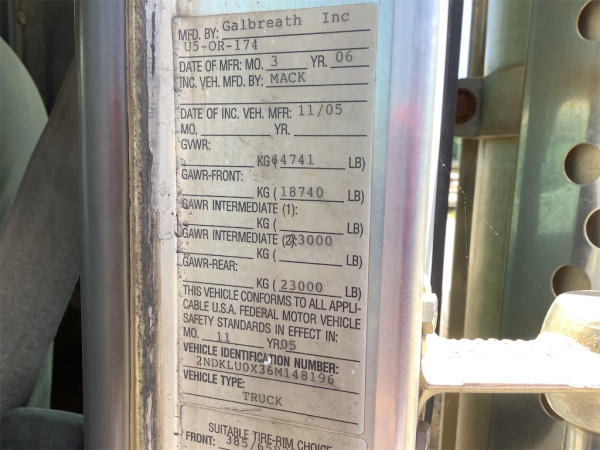 MFD. BY: Galbreath Inc
U5-OR-174
DATE OF MFR: MO. 3 YR. 06
INC. VEH. MFD. BY: MACK
DATE OF INC. VEH. MFR: 11/05
MO. YR.
GVWR:
KG (64741 LB)
GAWR-FRONT:
KG (18740 LB)
GAWR INTERMEDIATE (1):
KG ( LB)
GAWR INTERMEDIATE (2): 23000
KG ( LB)
GAWR-REAR:
KG (23000 LB)
THIS VEHICLE CONFORMS TO ALL APPLI-
CABLE U.S.A. FEDERAL MOTOR VEHICLE
SAFETY STANDARDS IN EFFECT IN:
MO. 11 YR. 05
VEHICLE IDENTIFICATION NUMBER:
2NDKLU0X36M148196
VEHICLE TYPE:
TRUCK
SUITABLE TIRE-RIM CHOICE
FRONT: 385/65